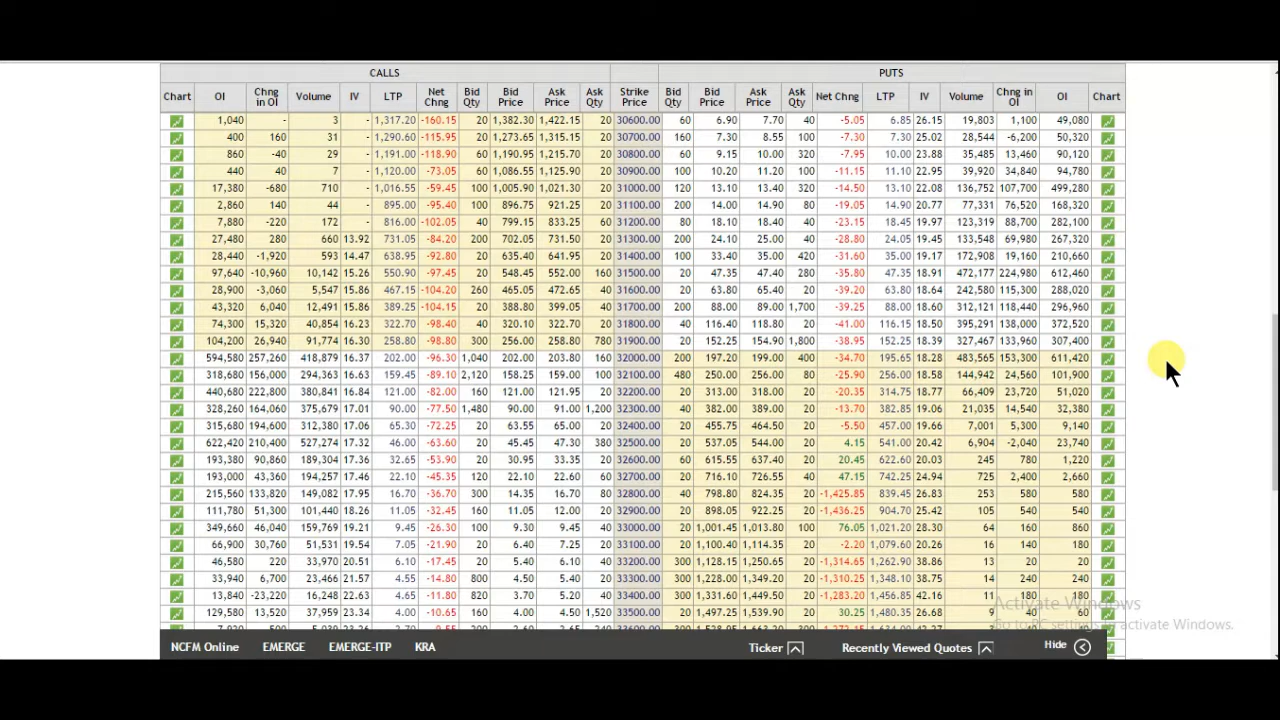 CALLS PUTS
Chart OI Chng in OI Volume IV LTP Net Chng Bid Qty Bid Price Ask Price Ask Qty Strike Price Bid Qty Bid Price Ask Price Ask Qty Net Chng LTP IV Volume Chng in OI OI Chart
1,040 - 3 - 1,317.20 -160.15 20 1,382.30 1,422.15 20 30600.00 60 6.90 7.70 40 -5.05 6.85 26.15 19,803 1,100 49,080
400 160 31 - 1,290.60 -115.95 20 1,273.65 1,315.15 20 30700.00 160 7.30 8.55 100 -7.30 7.30 25.02 28,544 -6,200 50,320
860 -40 29 - 1,191.00 -118.90 60 1,190.95 1,215.70 20 30800.00 60 9.15 10.00 320 -7.95 10.00 23.88 35,485 13,460 90,120
440 40 7 - 1,120.00 -73.05 60 1,086.55 1,125.90 20 30900.00 100 10.20 11.20 100 -11.15 11.10 22.95 39,920 34,840 94,780
17,380 -680 710 - 1,016.55 -59.45 100 1,005.90 1,021.30 20 31000.00 120 13.10 13.40 320 -14.50 13.10 22.08 136,752 107,700 499,280
2,860 140 44 - 895.00 -95.40 100 896.75 921.25 20 31100.00 200 14.00 14.90 80 -19.05 14.90 20.77 77,331 76,520 168,320
7,880 -220 172 - 816.00 -102.05 40 799.15 833.25 60 31200.00 80 18.10 18.40 40 -23.15 18.45 19.97 123,319 88,700 282,100
27,480 280 660 13.92 731.05 -84.20 200 702.05 731.50 20 31300.00 200 24.10 25.00 40 -28.80 24.05 19.45 133,548 69,980 267,320
28,440 -1,920 593 14.47 638.95 -92.80 20 635.40 641.95 20 31400.00 100 33.40 35.00 420 -31.60 35.00 19.17 172,908 19,160 210,660
97,640 -10,960 10,142 15.26 550.90 -97.45 20 548.45 552.00 160 31500.00 20 47.35 47.40 280 -35.80 47.35 18.91 472,177 224,980 612,460
28,900 -3,060 5,547 15.86 467.15 -104.20 260 465.05 472.65 40 31600.00 20 63.80 65.40 20 -39.20 63.80 18.64 242,580 115,300 288,020
43,320 6,040 12,491 15.86 389.25 -104.15 20 388.80 399.05 40 31700.00 200 88.00 89.00 1,700 -39.25 88.00 18.60 312,121 118,440 296,960
74,300 15,320 40,854 16.23 322.70 -98.40 40 320.10 322.70 20 31800.00 40 116.40 118.80 20 -41.00 116.15 18.50 395,291 138,000 372,520
104,200 26,940 91,774 16.30 258.80 -98.80 300 256.00 258.80 780 31900.00 20 152.25 154.90 1,800 -38.95 152.25 18.39 327,467 133,960 307,400
594,580 257,260 418,879 16.37 202.00 -96.30 1,040 202.00 203.80 160 32000.00 200 197.20 199.00 400 -34.70 195.65 18.28 483,565 153,300 611,420
318,680 156,000 294,363 16.63 159.45 -89.10 2,120 158.25 159.00 100 32100.00 480 250.00 256.00 80 -25.90 256.00 18.58 144,942 24,560 101,900
440,680 222,800 380,841 16.84 121.00 -82.00 160 121.00 121.95 20 32200.00 20 313.00 318.00 20 -20.35 314.75 18.77 66,409 23,720 51,020
328,260 164,060 375,679 17.01 90.00 -77.50 1,480 90.00 91.00 1,200 32300.00 40 382.00 389.00 20 -13.70 382.85 19.06 21,035 14,540 32,380
315,680 194,600 312,380 17.06 65.30 -72.25 20 63.55 65.00 20 32400.00 20 455.75 464.50 20 -5.50 457.00 19.66 7,001 5,300 9,140
622,420 210,400 527,274 17.32 46.00 -63.60 20 45.45 47.30 380 32500.00 20 537.05 544.00 20 4.15 541.00 20.42 6,904 -2,040 23,740
193,380 90,860 189,304 17.36 32.65 -53.90 20 30.95 33.35 20 32600.00 60 615.55 637.40 20 20.45 622.60 20.03 245 780 1,220
193,000 43,360 194,257 17.46 22.10 -45.35 120 22.10 22.60 60 32700.00 20 716.10 726.55 40 47.15 742.25 24.94 725 2,400 2,660
215,560 133,820 149,082 17.95 16.70 -36.70 300 14.35 16.70 80 32800.00 40 798.80 824.35 20 -1,425.85 839.45 26.83 253 580 580
111,780 51,300 101,440 18.26 11.05 -32.45 160 11.05 12.00 20 32900.00 20 898.05 922.25 20 -1,436.25 904.70 25.42 105 540 540
349,660 46,040 159,769 19.21 9.45 -26.30 100 9.30 9.45 40 33000.00 20 1,001.45 1,013.80 100 76.05 1,021.20 28.30 64 160 860
66,900 30,760 51,531 19.54 7.05 -21.90 20 6.40 7.25 20 33100.00 20 1,100.40 1,114.35 20 -2.20 1,079.60 20.26 16 140 180
46,580 220 33,970 20.51 6.10 -17.45 20 5.40 6.10 40 33200.00 300 1,128.15 1,250.65 20 -1,314.65 1,262.90 38.86 13 20 20
33,940 6,700 23,466 21.57 4.55 -14.80 800 4.50 5.40 20 33300.00 300 1,228.00 1,349.20 20 -1,310.25 1,348.10 38.75 14 240 240
13,840 -23,220 16,248 22.63 4.65 -11.80 820 3.70 5.20 40 33400.00 300 1,331.60 1,449.50 20 -1,283.20 1,456.85 42.16 11 180 180
129,580 13,520 37,959 23.34 4.00 -10.65 160 4.00 4.50 1,520 33500.00 20 1,497.25 1,539.90 20 30.25 1,480.35 26.68 9 40 60
Activate Windows
Go to PC settings to activate Windows.
NCFM Online EMERGE EMERGE-ITP KRA Ticker Recently Viewed Quotes Hide